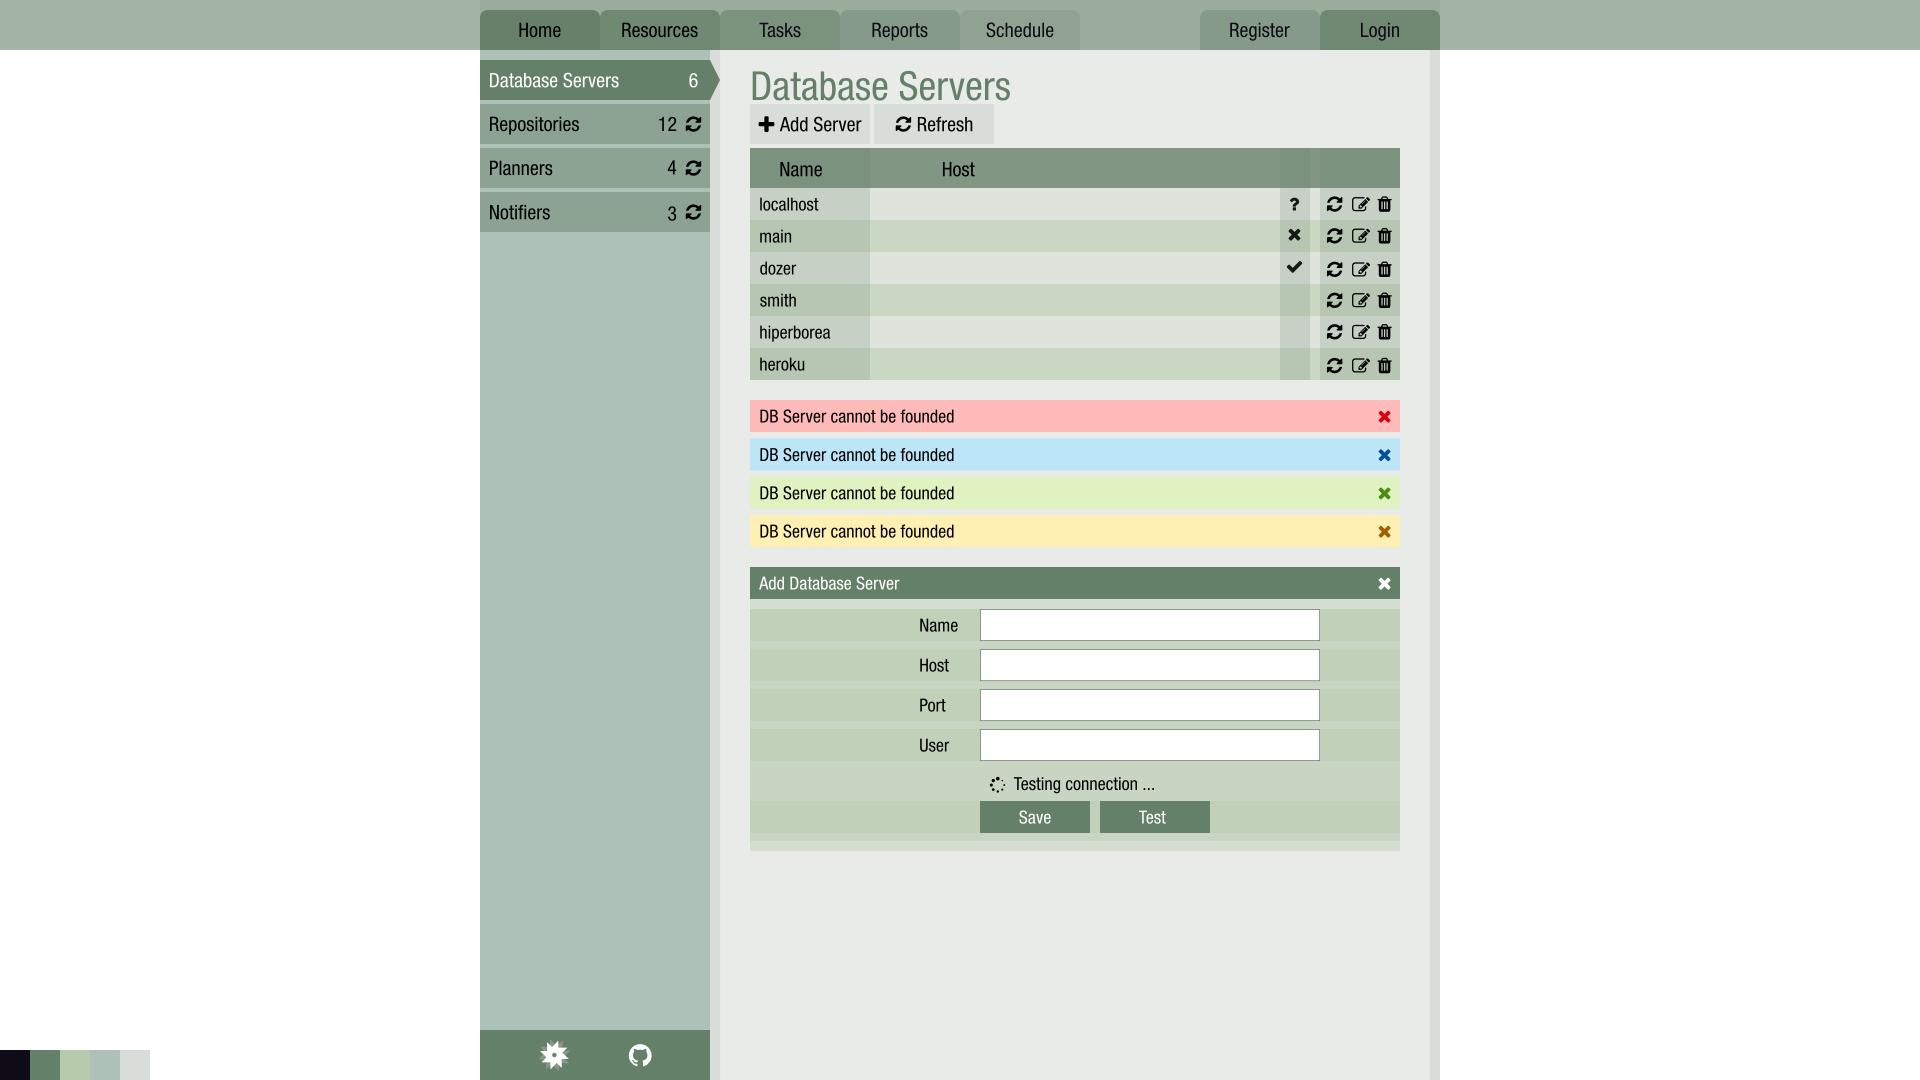 Home Resources Tasks Reports Schedule Register Login
Database Servers 6
Repositories 12
Planners 4
Notifiers 3
Database Servers
Add Server Refresh
Name Host
localhost ?
main
dozer
smith
hiperborea
heroku
DB Server cannot be founded
DB Server cannot be founded
DB Server cannot be founded
DB Server cannot be founded
Add Database Server
Name
Host
Port
User
Testing connection ...
Save Test